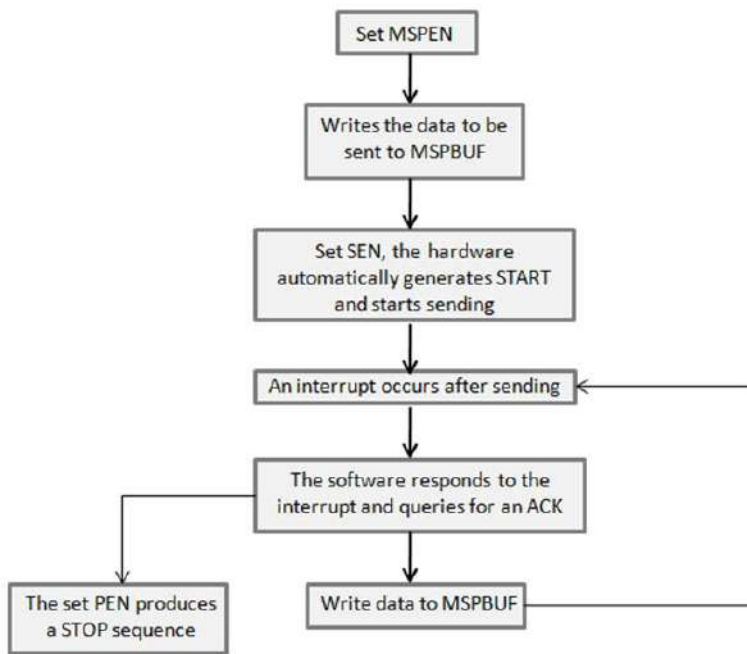 Set MSPEN
Writes the data to be
sent to MSPBUF
Set SEN, the hardware
automatically generates START
and starts sending
An interrupt occurs after sending
The software responds to the
interrupt and queries for an ACK
The set PEN produces
a STOP sequence
Write data to MSPBUF